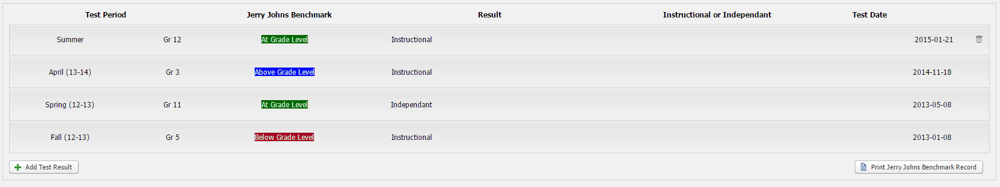 Test Period Jerry Johns Benchmark Result Instructional or Independant Test Date
Summer Gr 12 At Grade Level Instructional 2015-01-21
April (13-14) Gr 3 Above Grade Level Instructional 2014-11-18
Spring (12-13) Gr 11 At Grade Level Independant 2013-05-08
Fall (12-13) Gr 5 Below Grade Level Instructional 2013-01-08
Add Test Result Print Jerry Johns Benchmark Record